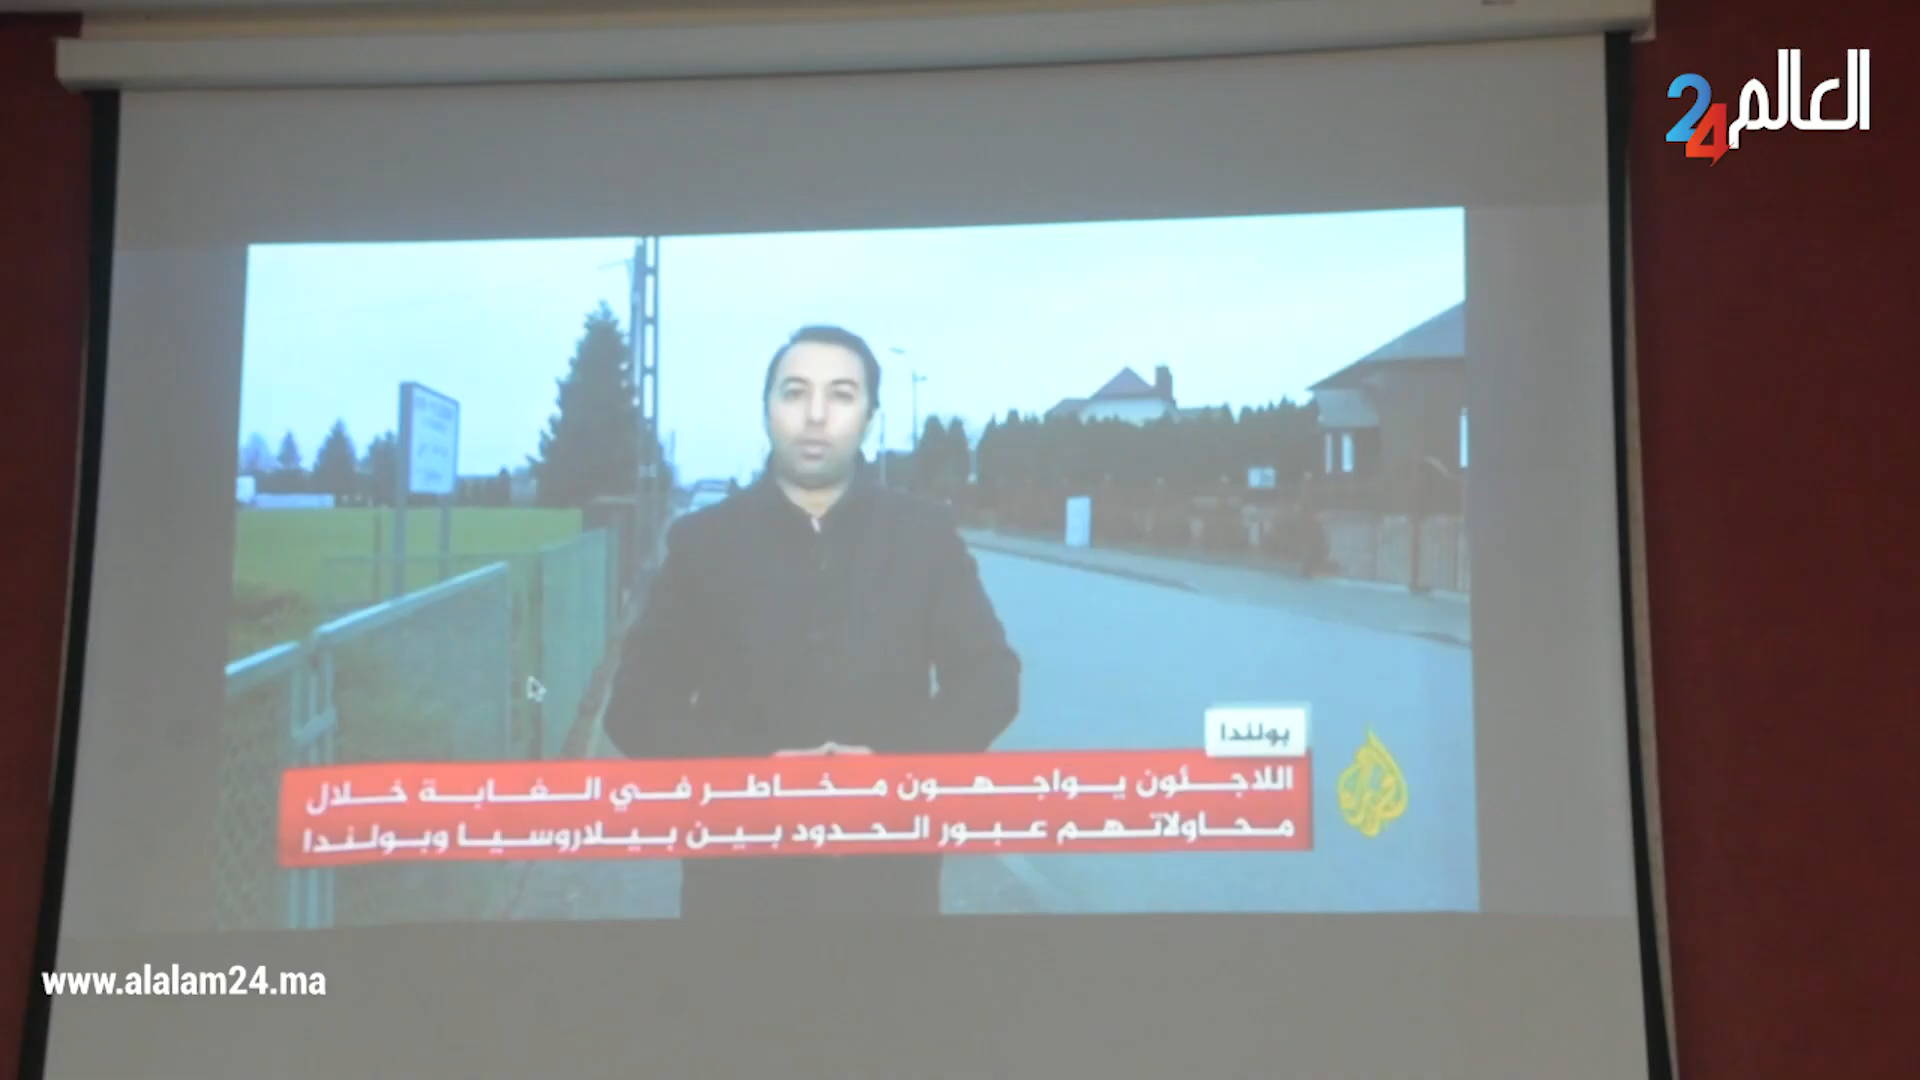 العالم
24
بولندا
اللاجئون يواجهون مخاطر في الغابة خلال
محاولاتهم عبور الحدود بين بيلاروسيا وبولندا
www.alalam24.ma